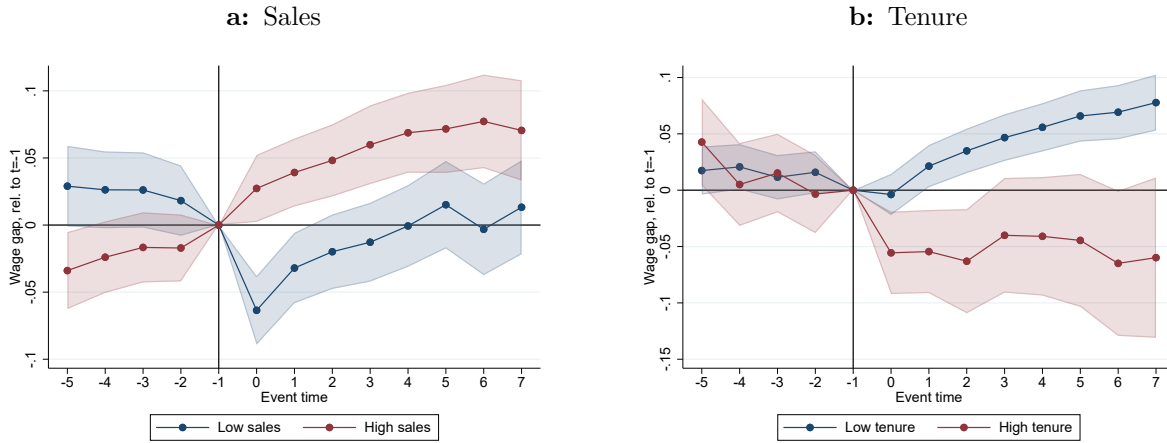 a: Sales
Wage gap, rel. to t=-1
.1
.05
0
-.05
-.1
-5 -4 -3 -2 -1 0 1 2 3 4 5 6 7
Event time
Low sales High sales
b: Tenure
Wage gap, rel. to t=-1
.1
.05
0
-.05
-.1
-.15
-5 -4 -3 -2 -1 0 1 2 3 4 5 6 7
Event time
Low tenure High tenure